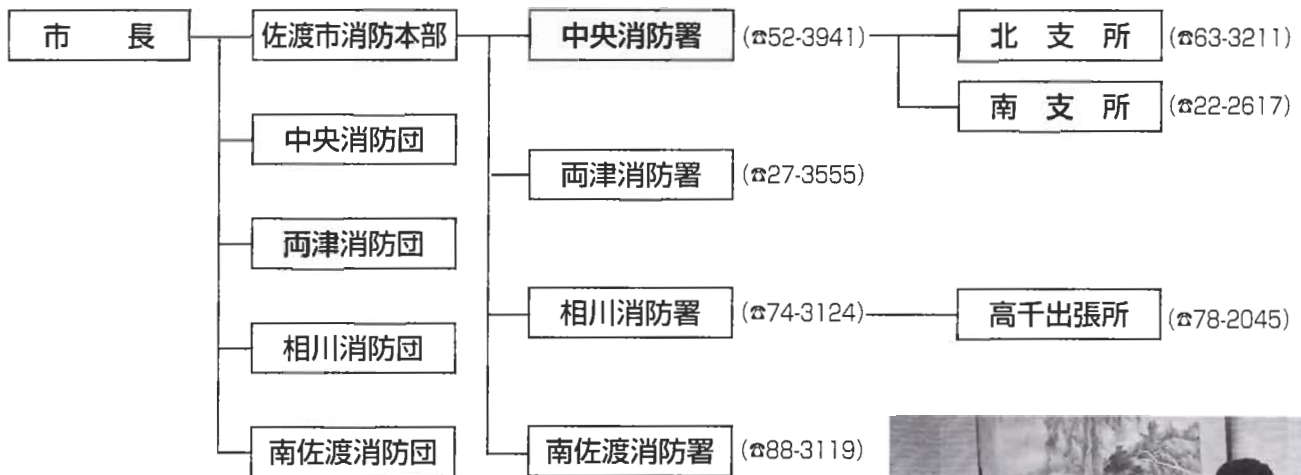 市　長　佐渡市消防本部　中央消防署 (☎52-3941)　北　支　所 (☎63-3211)
南　支　所 (☎22-2617)
中央消防団
両津消防署 (☎27-3555)
両津消防団
相川消防署 (☎74-3124)　高千出張所 (☎78-2045)
相川消防団
南佐渡消防団　南佐渡消防署 (☎88-3119)